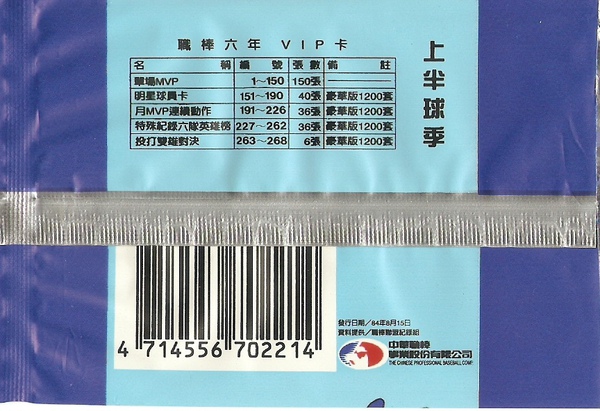 職棒六年 VIP卡
上半球季
名稱 編號 張數 備註
單場MVP 1～150 150張
明星球員卡 151～190 40張 豪華版1200套
月MVP連續動作 191～226 36張 豪華版1200套
特殊紀錄六隊英雄榜 227～262 36張 豪華版1200套
投打雙雄對決 263～268 6張 豪華版1200套
4 714556 702214
發行日期／84年8月15日
資料提供／職棒聯盟紀錄組
中華職棒
事業股份有限公司
THE CHINESE PROFESSIONAL BASEBALL CORP.